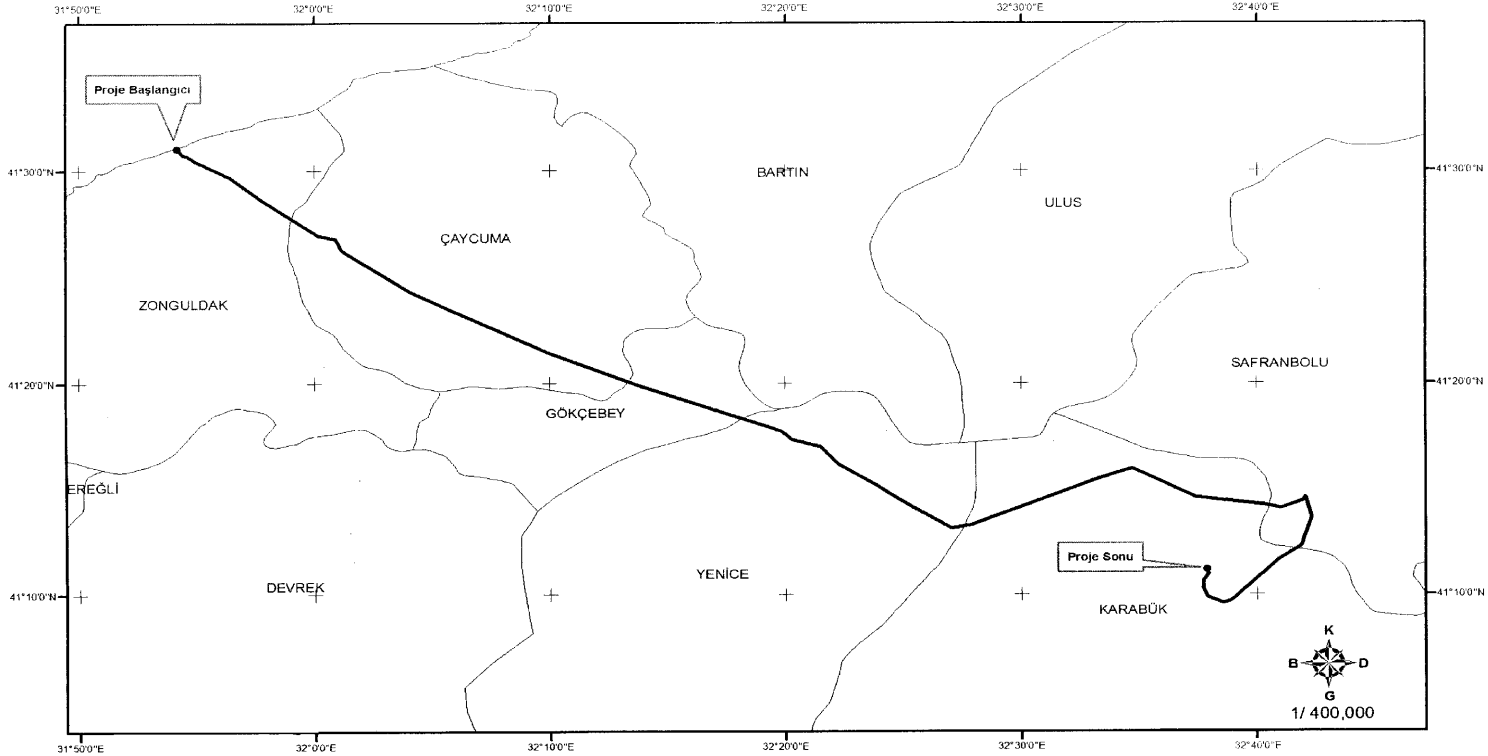 31°50'0"E
32°0'0"E
32°10'0"E
32°20'0"E
32°30'0"E
32°40'0"E
Proje Başlangıcı
41°30'0"N
41°30'0"N
BARTIN
ULUS
ÇAYCUMA
ZONGULDAK
SAFRANBOLU
41°20'0"N
41°20'0"N
GÖKÇEBEY
EREĞLİ
Proje Sonu
YENİCE
DEVREK
41°10'0"N
41°10'0"N
KARABÜK
K
B
D
G
1/ 400,000
31°50'0"E
32°0'0"E
32°10'0"E
32°20'0"E
32°30'0"E
32°40'0"E